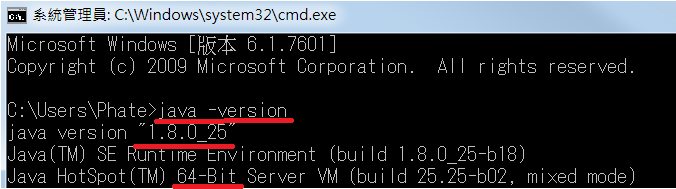 系統管理員: C:\Windows\system32\cmd.exe
Microsoft Windows [版本 6.1.7601]
Copyright (c) 2009 Microsoft Corporation.  All rights reserved.
C:\Users\Phate>java -version
java version "1.8.0_25"
Java(TM) SE Runtime Environment (build 1.8.0_25-b18)
Java HotSpot(TM) 64-Bit Server VM (build 25.25-b02, mixed mode)